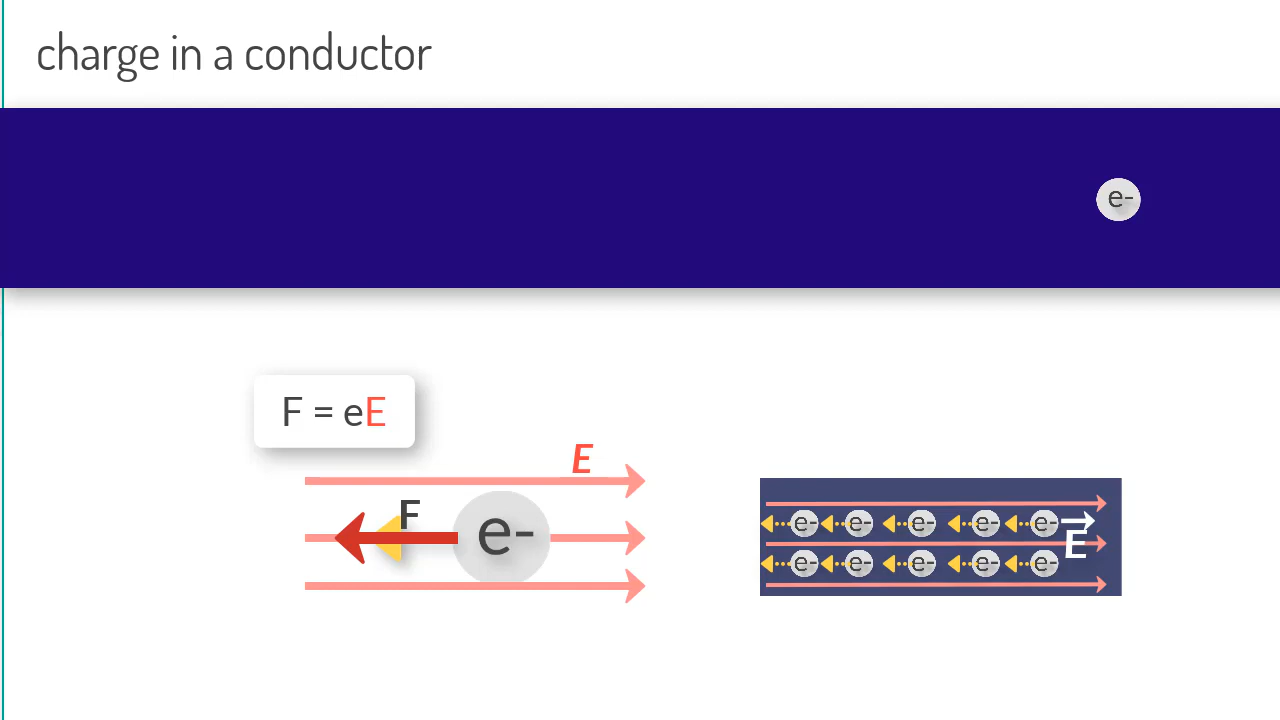 charge in a conductor
e-
F = eE
E
F
e-
e- e- e- e- e-
E
e- e- e- e- e-